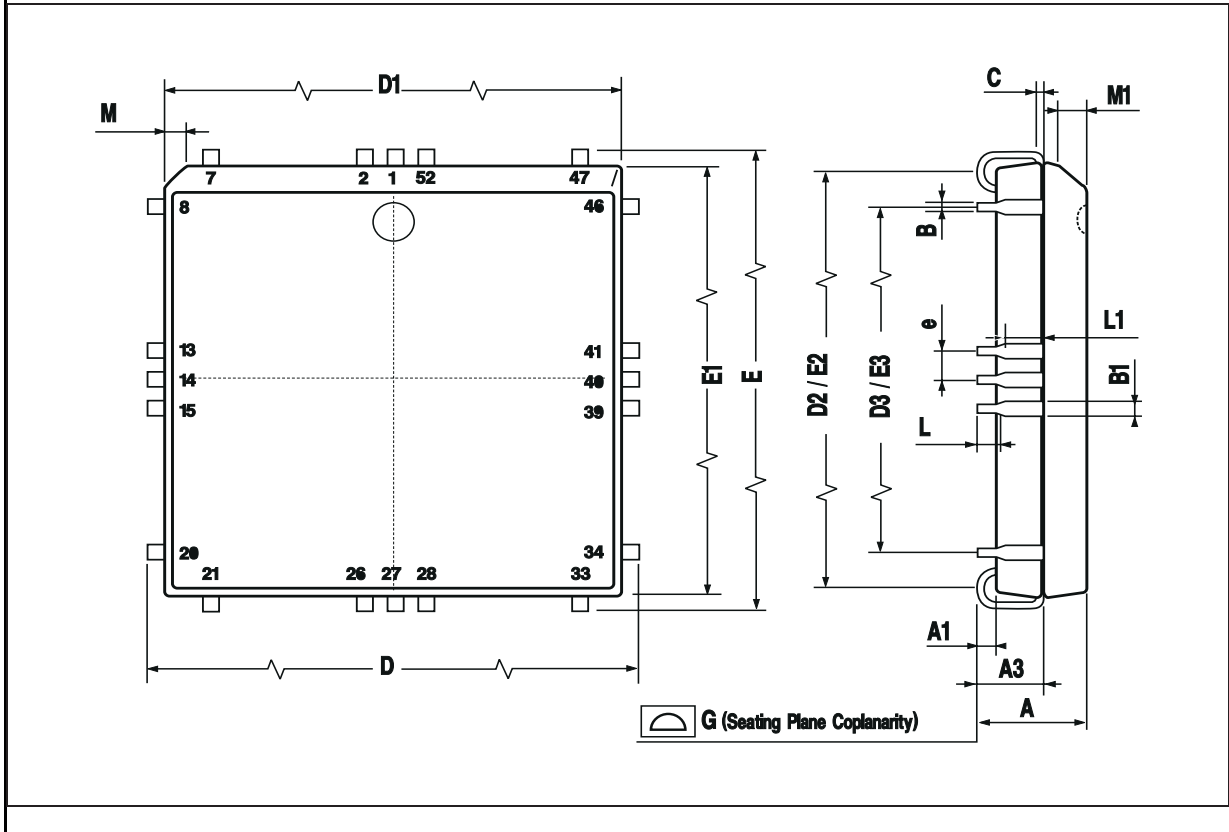 D1
M
7 2 1 52 47
8 46
13 41
14 40
15 39
20 34
21 26 27 28 33
D
E1
E
C
M1
B
e
L1
D2 / E2
D3 / E3
B1
L
A1
A3
A
G (Seating Plane Coplanarity)